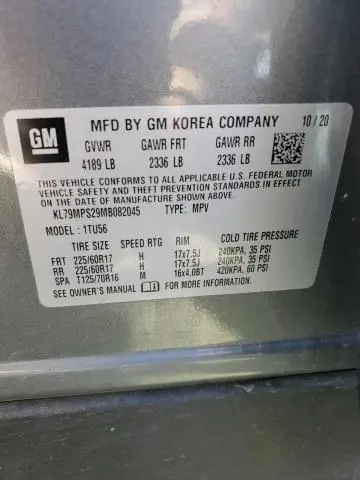 GM
MFD BY GM KOREA COMPANY 10/20
GVWR GAWR FRT GAWR RR
4189 LB 2336 LB 2336 LB
THIS VEHICLE CONFORMS TO ALL APPLICABLE U.S. FEDERAL MOTOR
VEHICLE SAFETY, BUMPER, AND THEFT PREVENTION STANDARDS IN EFFECT
ON THE DATE OF MANUFACTURE SHOWN ABOVE.
KL79MPS29MB082045 TYPE: MPV
MODEL: 1TU56
TIRE SIZE SPEED RTG RIM COLD TIRE PRESSURE
FRT 225/60R17 H 17x7.5J 240KPA, 35 PSI
RR 225/60R17 H 17x7.5J 240KPA, 35 PSI
SPA T125/70R16 M 16x4.0BT 420KPA, 60 PSI
SEE OWNER'S MANUAL FOR MORE INFORMATION